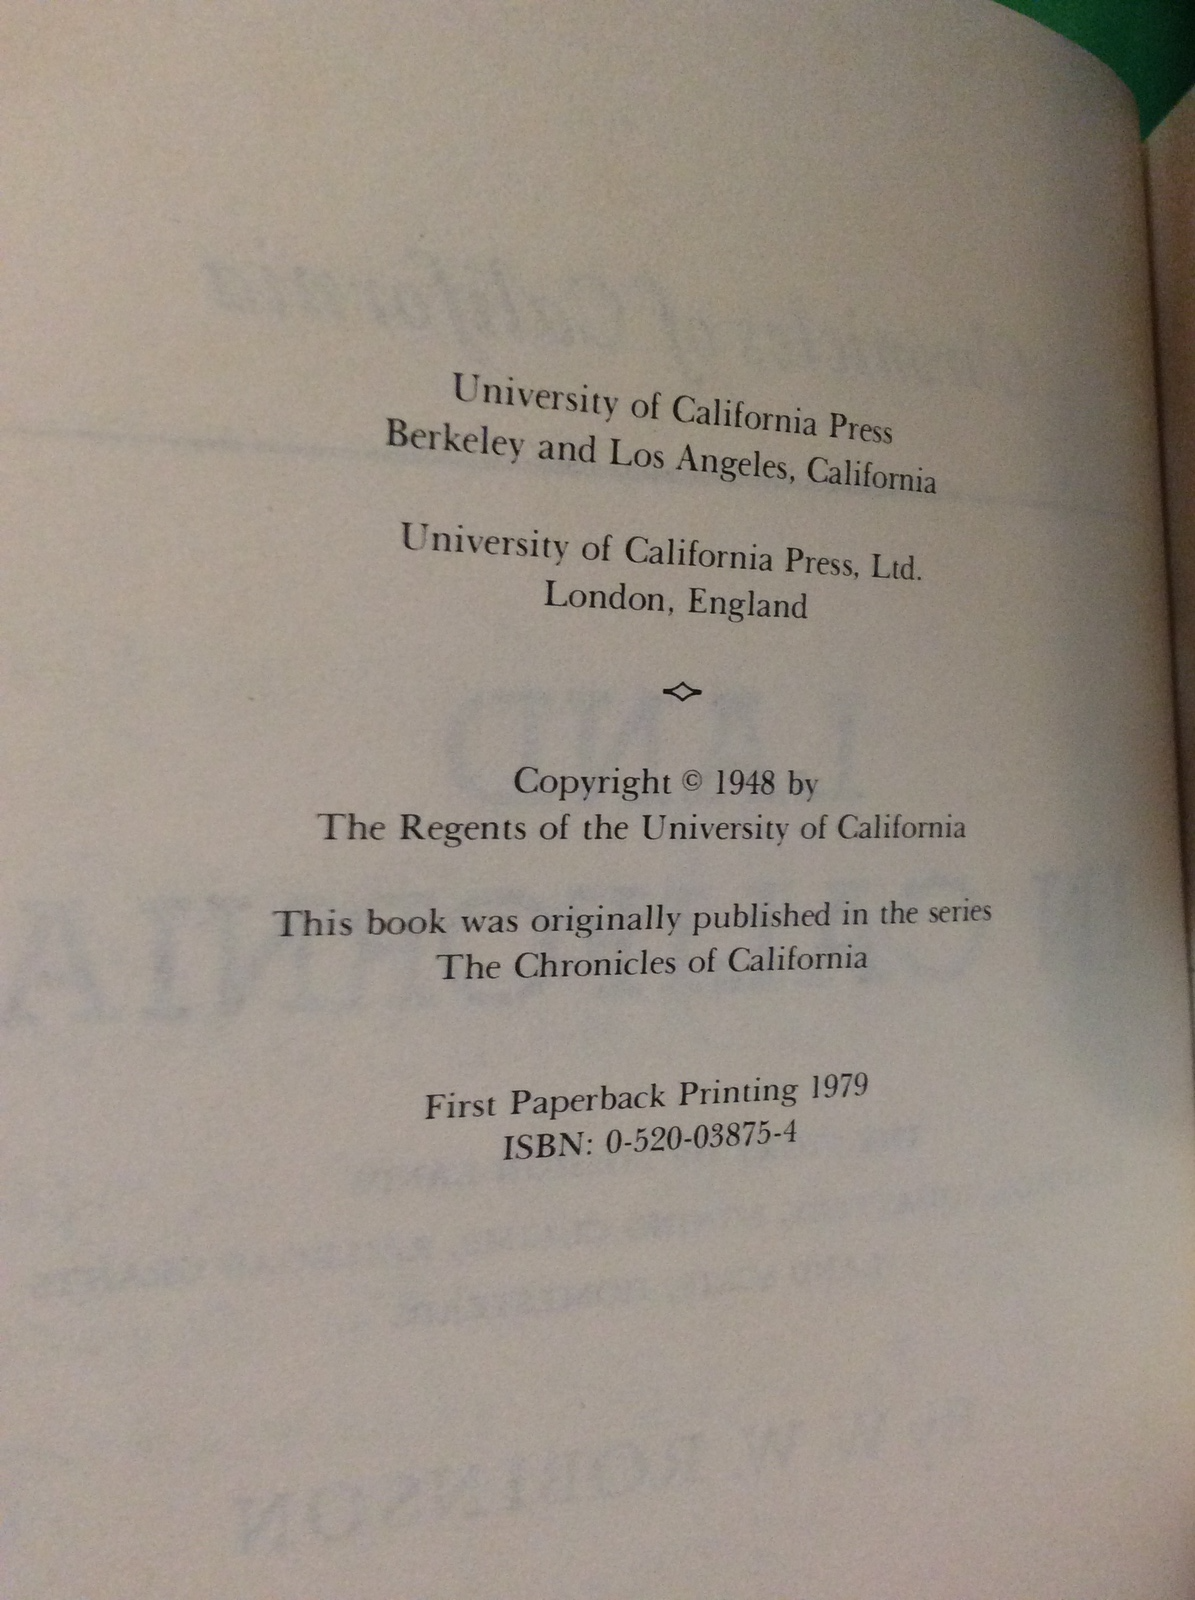 University of California Press
Berkeley and Los Angeles, California
University of California Press, Ltd.
London, England
Copyright © 1948 by
The Regents of the University of California
This book was originally published in the series
The Chronicles of California
First Paperback Printing 1979
ISBN: 0-520-03875-4